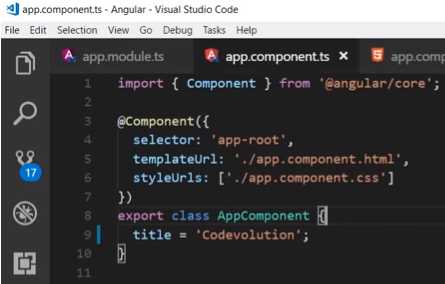 app.component.ts - Angular - Visual Studio Code
File Edit Selection View Go Debug Tasks Help
app.module.ts app.component.ts × app.comp
1 import { Component } from '@angular/core';
2
3 @Component({
4 selector: 'app-root',
5 templateUrl: './app.component.html',
6 styleUrls: ['./app.component.css']
7 })
8 export class AppComponent {
9 title = 'Codevolution';
10 }
11
17